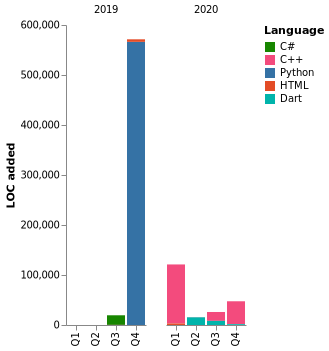 2019
2020
Language
C#
C++
Python
HTML
Dart
LOC added
600,000
500,000
400,000
300,000
200,000
100,000
0
Q1
Q2
Q3
Q4
Q1
Q2
Q3
Q4